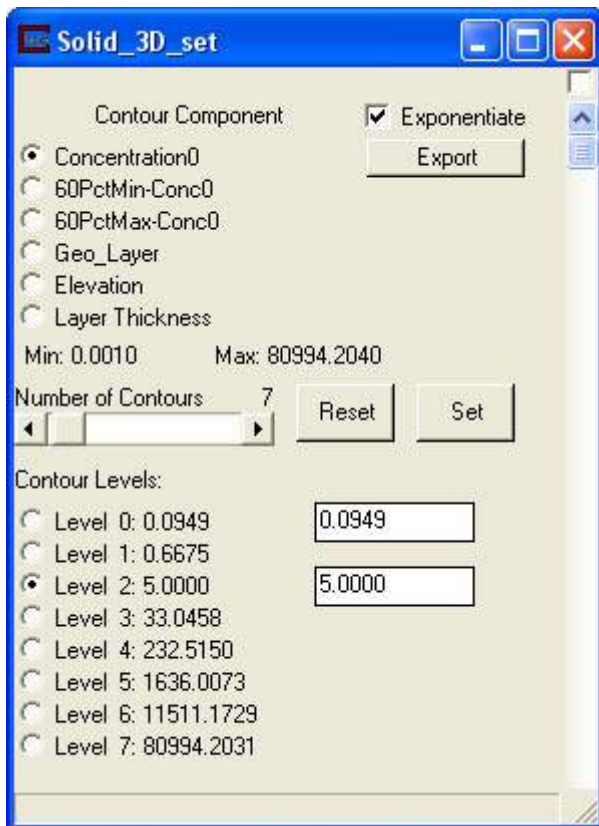 Solid_3D_set
Contour Component
Exponentiate
Concentration0
Export
60PctMin-Conc0
60PctMax-Conc0
Geo_Layer
Elevation
Layer Thickness
Min: 0.0010 Max: 80994.2040
Number of Contours 7
Reset Set
Contour Levels:
Level 0: 0.0949 0.0949
Level 1: 0.6675
Level 2: 5.0000 5.0000
Level 3: 33.0458
Level 4: 232.5150
Level 5: 1636.0073
Level 6: 11511.1729
Level 7: 80994.2031